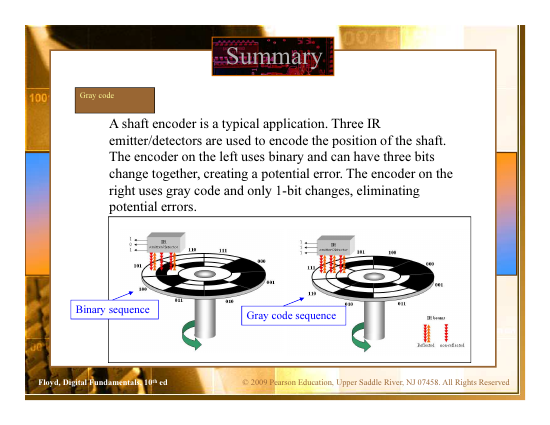 Summary
Gray code
A shaft encoder is a typical application. Three IR
emitter/detectors are used to encode the position of the shaft.
The encoder on the left uses binary and can have three bits
change together, creating a potential error. The encoder on the
right uses gray code and only 1-bit changes, eliminating
potential errors.
IR
emitter/detector
1
0
1
110
111
101
000
100
001
011
010
Binary sequence
IR
emitter/detector
101
100
111
000
110
001
010
011
Gray code sequence
IR beams
Reflected non-reflected
Floyd, Digital Fundamentals, 10th ed
© 2009 Pearson Education, Upper Saddle River, NJ 07458. All Rights Reserved